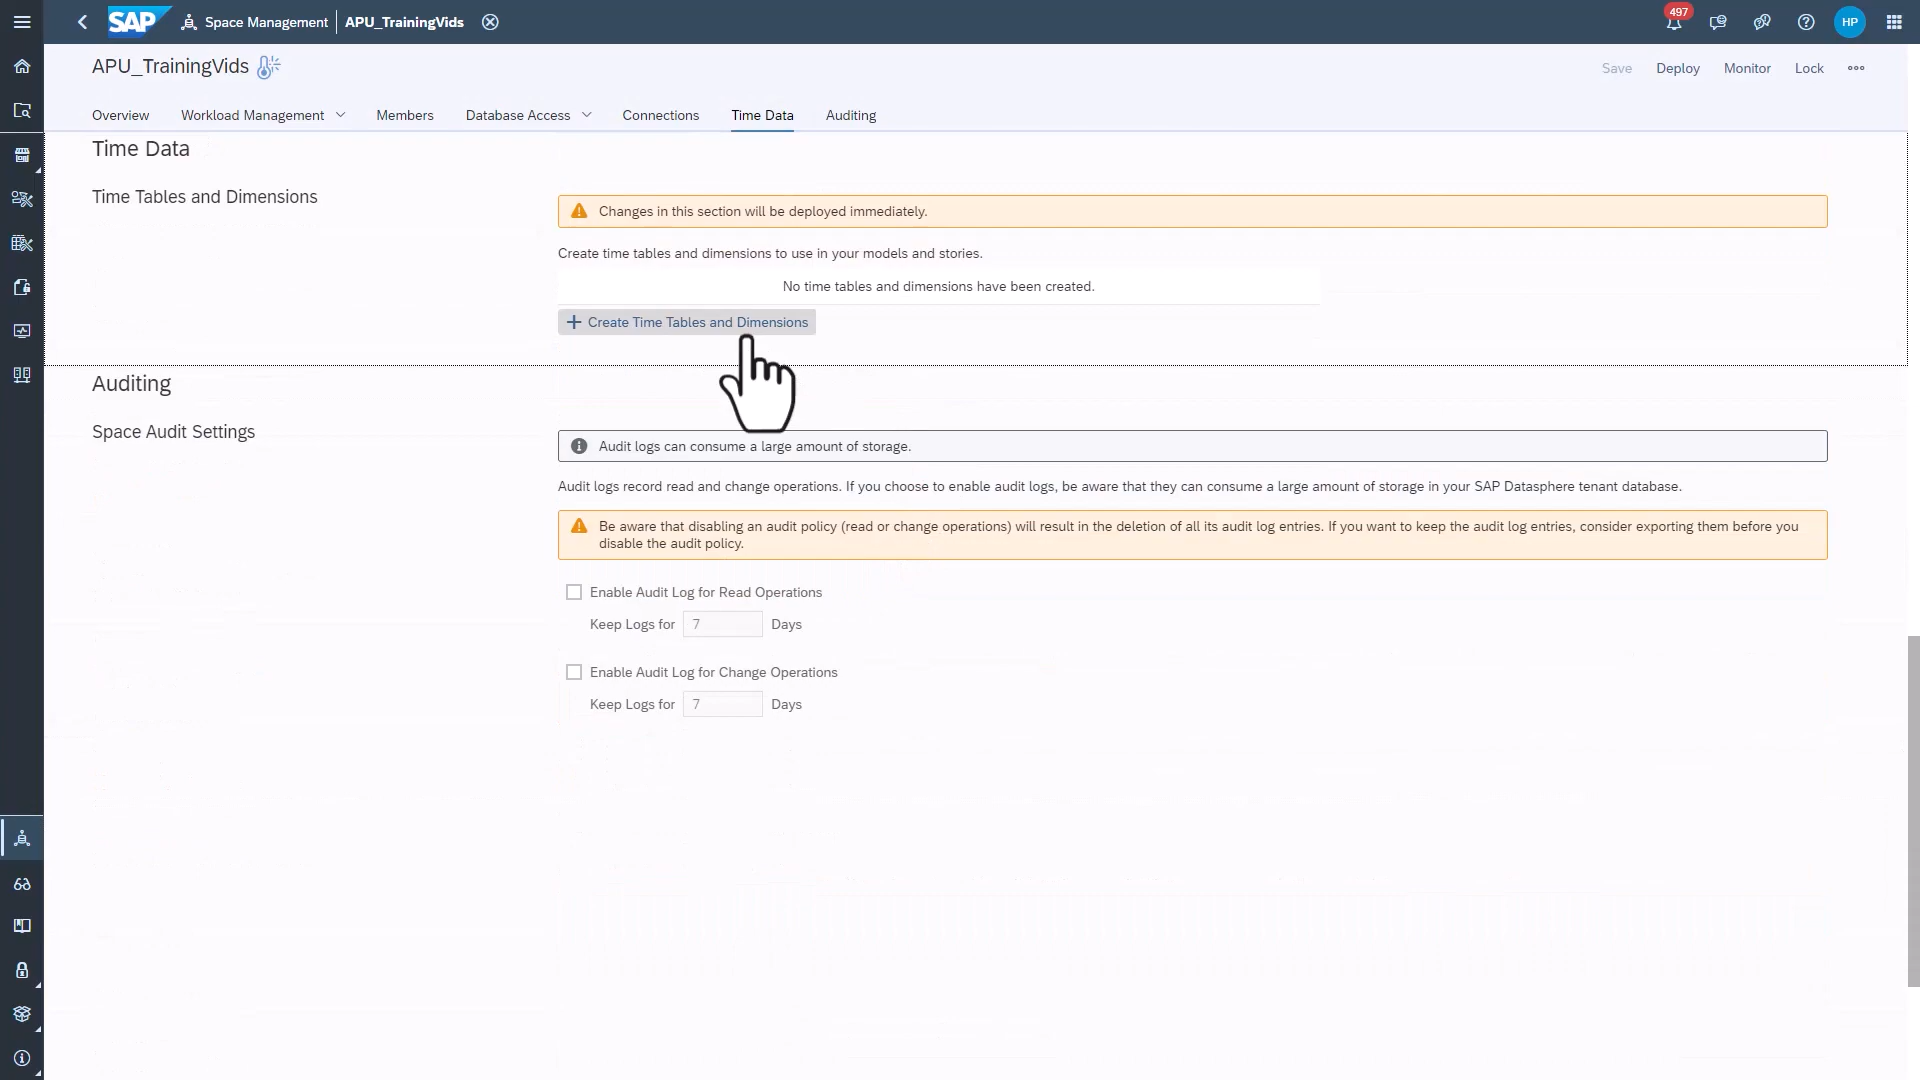 SAP Space Management APU_TrainingVids 497 HP
APU_TrainingVids Save Deploy Monitor Lock
Overview Workload Management Members Database Access Connections Time Data Auditing
Time Data
Time Tables and Dimensions
Changes in this section will be deployed immediately.
Create time tables and dimensions to use in your models and stories.
No time tables and dimensions have been created.
Create Time Tables and Dimensions
Auditing
Space Audit Settings
Audit logs can consume a large amount of storage.
Audit logs record read and change operations. If you choose to enable audit logs, be aware that they can consume a large amount of storage in your SAP Datasphere tenant database.
Be aware that disabling an audit policy (read or change operations) will result in the deletion of all its audit log entries. If you want to keep the audit log entries, consider exporting them before you
disable the audit policy.
Enable Audit Log for Read Operations
Keep Logs for 7 Days
Enable Audit Log for Change Operations
Keep Logs for 7 Days